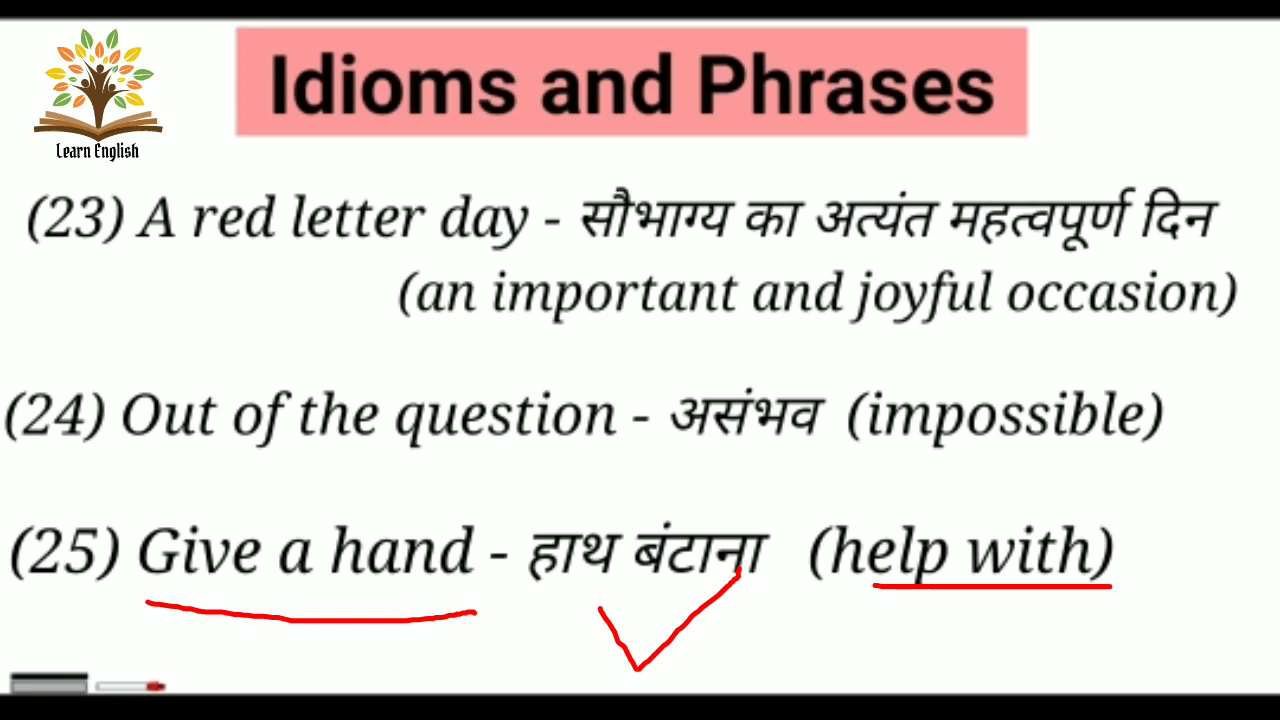 Idioms and Phrases
Learn English
(23) A red letter day - सौभाग्य का अत्यंत महत्वपूर्ण दिन
(an important and joyful occasion)
(24) Out of the question - असंभव (impossible)
(25) Give a hand - हाथ बंटाना (help with)